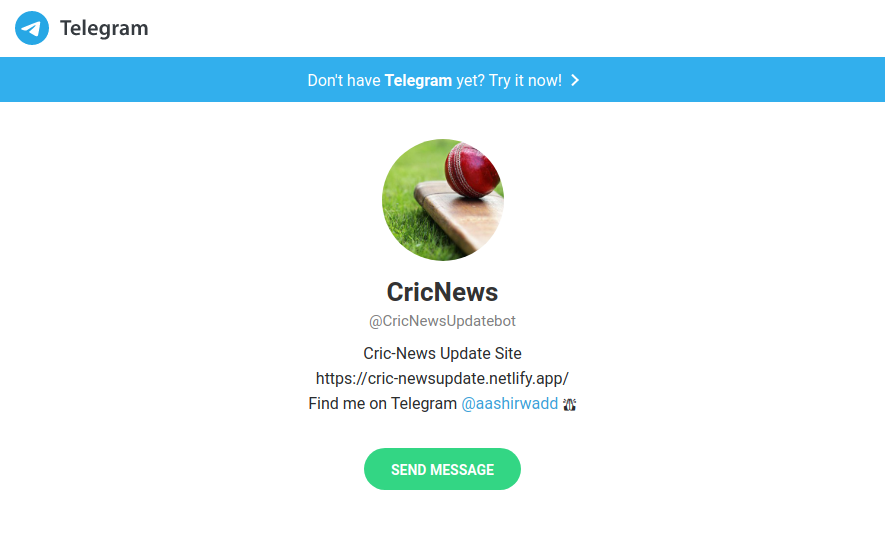 Telegram
Don't have Telegram yet? Try it now!
CricNews
@CricNewsUpdatebot
Cric-News Update Site
https://cric-newsupdate.netlify.app/
Find me on Telegram @aashirwadd
SEND MESSAGE